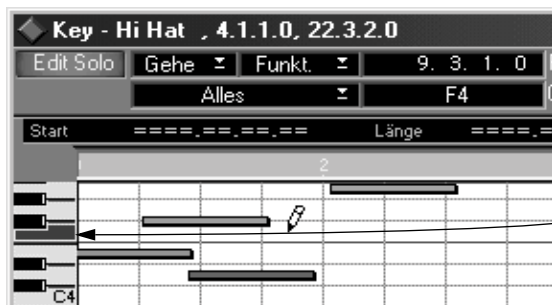 Key - Hi Hat , 4.1.1.0, 22.3.2.0
Edit Solo Gehe Funkt. 9. 3. 1. 0
Alles F4
Start ====.==.==.== Länge ====.=
2
C4